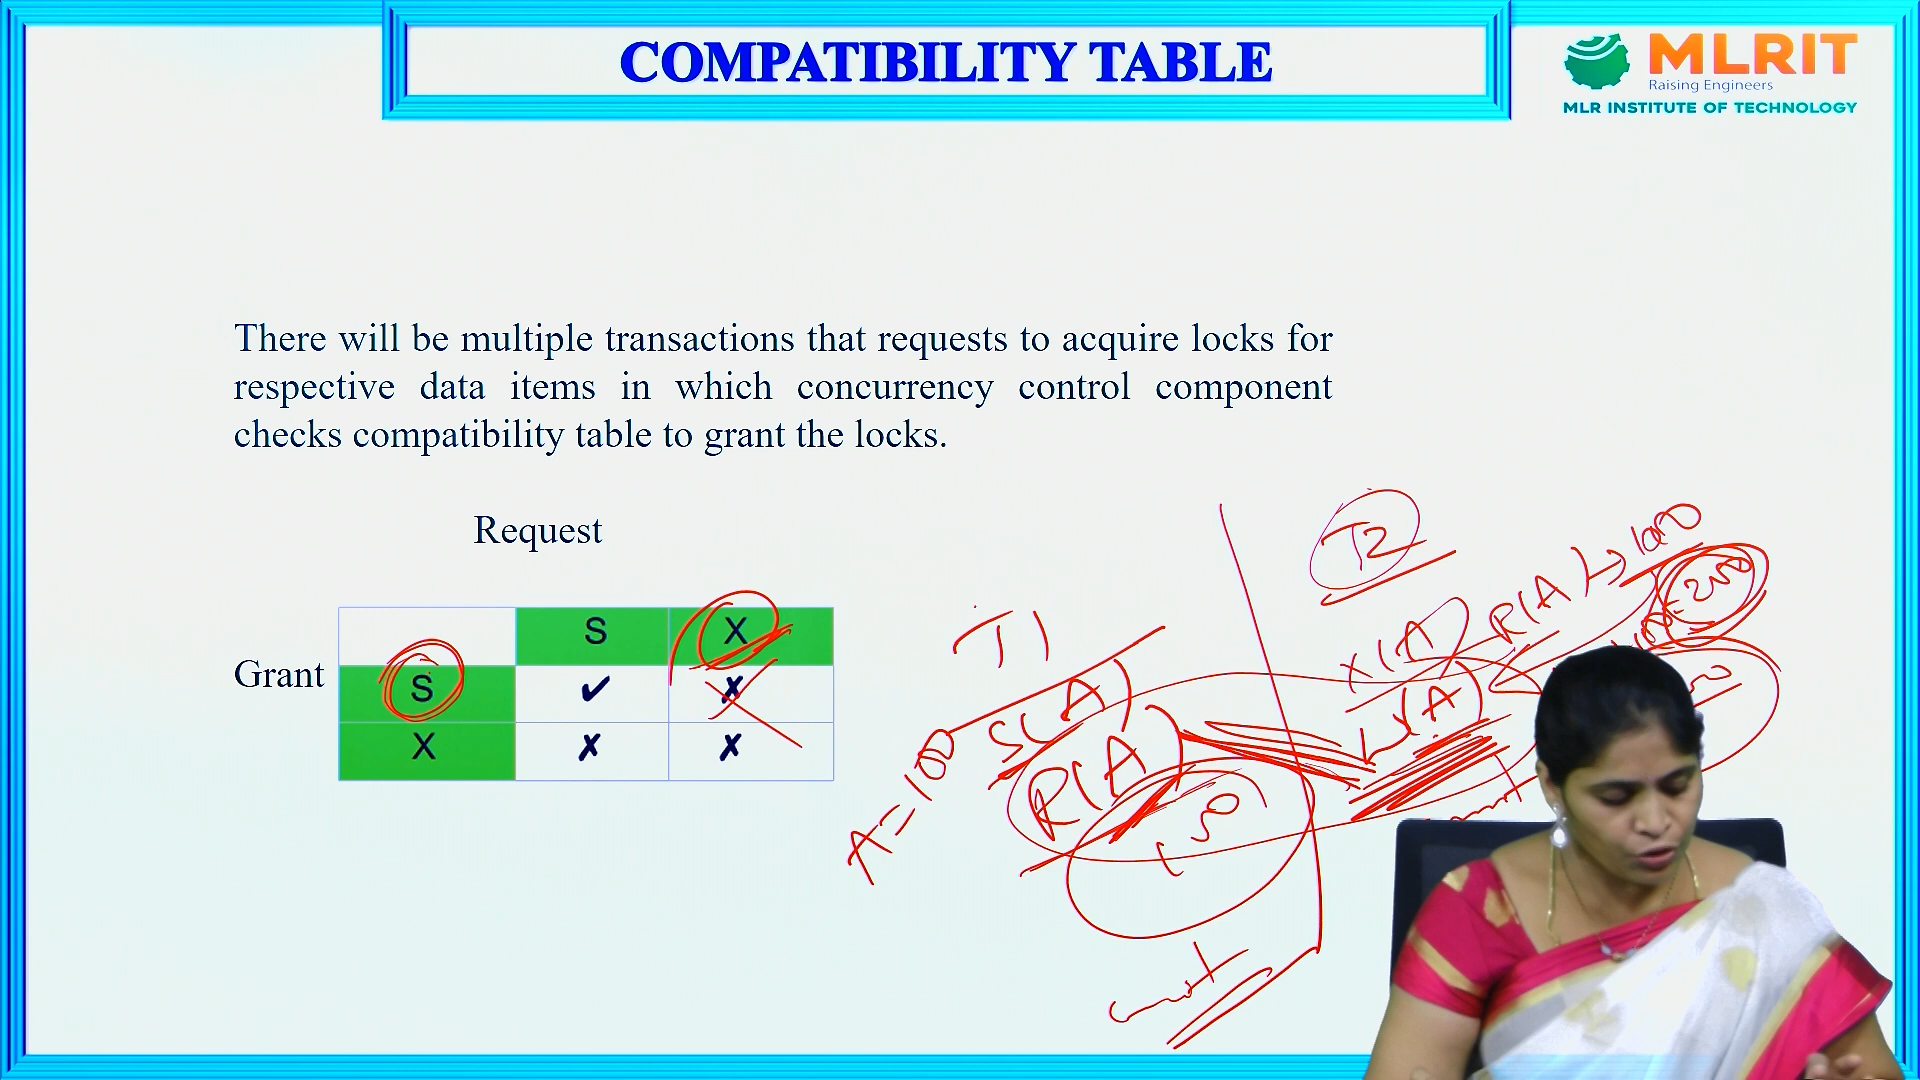 COMPATIBILITY TABLE
MLRIT
Raising Engineers
MLR INSTITUTE OF TECHNOLOGY
There will be multiple transactions that requests to acquire locks for
respective data items in which concurrency control component
checks compatibility table to grant the locks.
Request
S X
Grant S ✓ ✗
X ✗ ✗
T1
T2
A=100
S(A)
R(A)
X(A)
R(A) → 100
W(A)